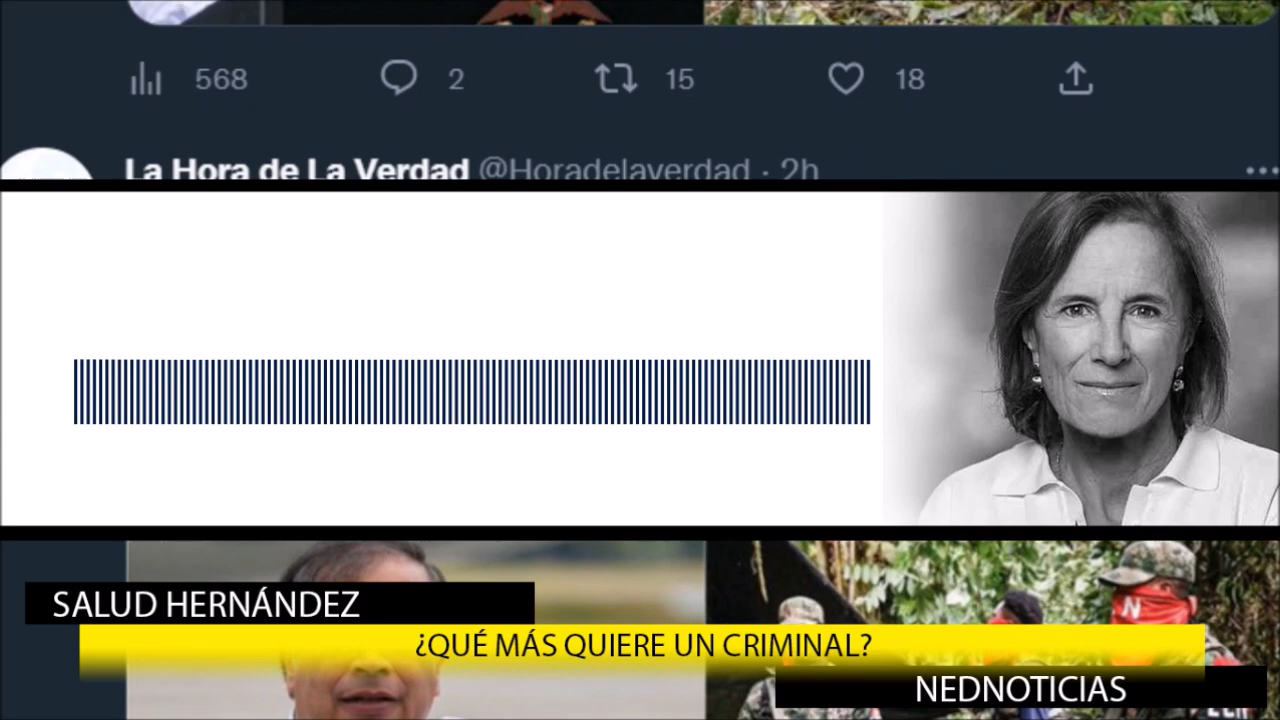 568 2 15 18
La Hora de La Verdad @Horadelaverdad · 2h
SALUD HERNÁNDEZ
¿QUÉ MÁS QUIERE UN CRIMINAL?
N
NEDNOTICIAS